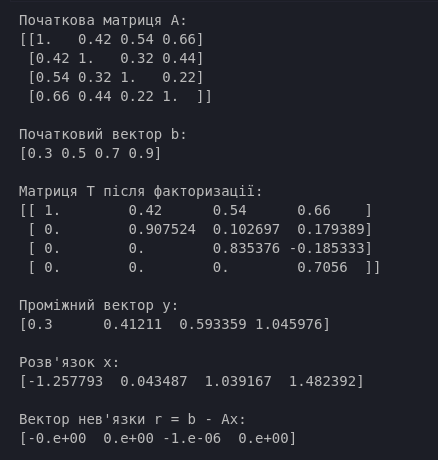 Початкова матриця A:
[[1.   0.42 0.54 0.66]
 [0.42 1.   0.32 0.44]
 [0.54 0.32 1.   0.22]
 [0.66 0.44 0.22 1.  ]]

Початковий вектор b:
[0.3 0.5 0.7 0.9]

Матриця T після факторизації:
[[ 1.        0.42      0.54      0.66    ]
 [ 0.        0.907524  0.102697  0.179389]
 [ 0.        0.        0.835376 -0.185333]
 [ 0.        0.        0.        0.7056  ]]

Проміжний вектор y:
[0.3      0.41211  0.593359 1.045976]

Розв'язок x:
[-1.257793  0.043487  1.039167  1.482392]

Вектор нев'язки r = b - Ax:
[-0.e+00  0.e+00 -1.e-06  0.e+00]